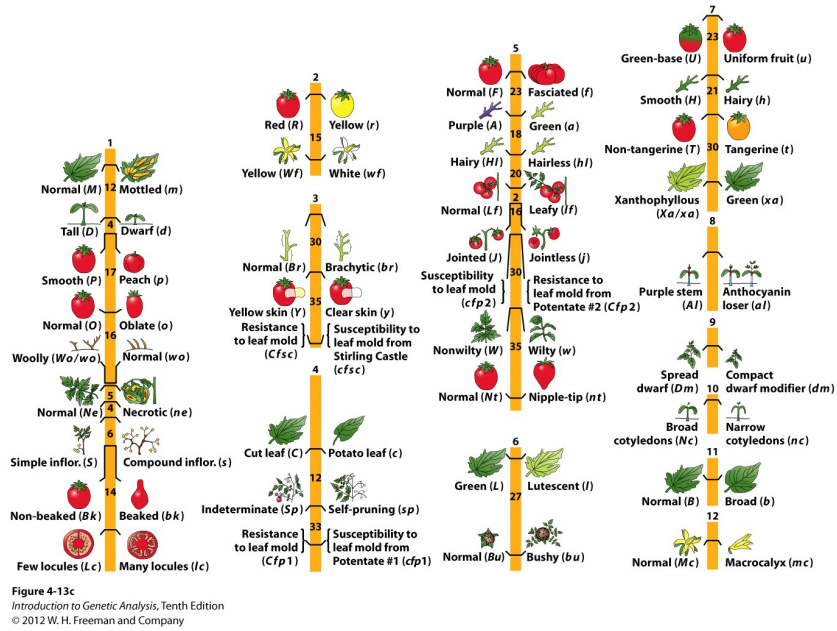 1
Normal (M) Mottled (m)
12
Tall (D) Dwarf (d)
4
17
Smooth (P) Peach (p)
Normal (O) Oblate (o)
16
Woolly (Wo/wo) Normal (wo)
5
Normal (Ne) Necrotic (ne)
4
6
Simple inflor. (S) Compound inflor. (s)
14
Non-beaked (Bk) Beaked (bk)
Few locules (Lc) Many locules (lc)
2
Red (R) Yellow (r)
15
Yellow (Wf) White (wf)
3
30
Normal (Br) Brachytic (br)
35
Yellow skin (Y) Clear skin (y)
Resistance
to leaf mold
(Cfsc)
Susceptibility to
leaf mold from
Stirling Castle
(cfsc)
4
Cut leaf (C) Potato leaf (c)
12
Indeterminate (Sp) Self-pruning (sp)
33
Resistance
to leaf mold
(Cfp1)
Susceptibility to
leaf mold from
Potentate #1 (cfp1)
5
Normal (F) Fasciated (f)
23
Purple (A) Green (a)
18
Hairy (Hl) Hairless (hl)
20
2
Normal (Lf) Leafy (lf)
16
Jointed (J) Jointless (j)
30
Susceptibility
to leaf mold
(cfp2)
Resistance to
leaf mold from
Potentate #2 (Cfp2)
Nonwilty (W) Wilty (w)
35
Normal (Nt) Nipple-tip (nt)
6
Green (L) Lutescent (l)
27
Normal (Bu) Bushy (bu)
7
23
Green-base (U) Uniform fruit (u)
21
Smooth (H) Hairy (h)
30
Non-tangerine (T) Tangerine (t)
Xanthophyllous
(Xa/xa)
Green (xa)
8
Purple stem
(Al)
Anthocyanin
loser (al)
9
Spread
dwarf (Dm)
Compact
dwarf modifier (dm)
10
Broad
cotyledons (Nc)
Narrow
cotyledons (nc)
11
Normal (B) Broad (b)
12
Normal (Mc) Macrocalyx (mc)
Figure 4-13c
Introduction to Genetic Analysis, Tenth Edition
© 2012 W. H. Freeman and Company